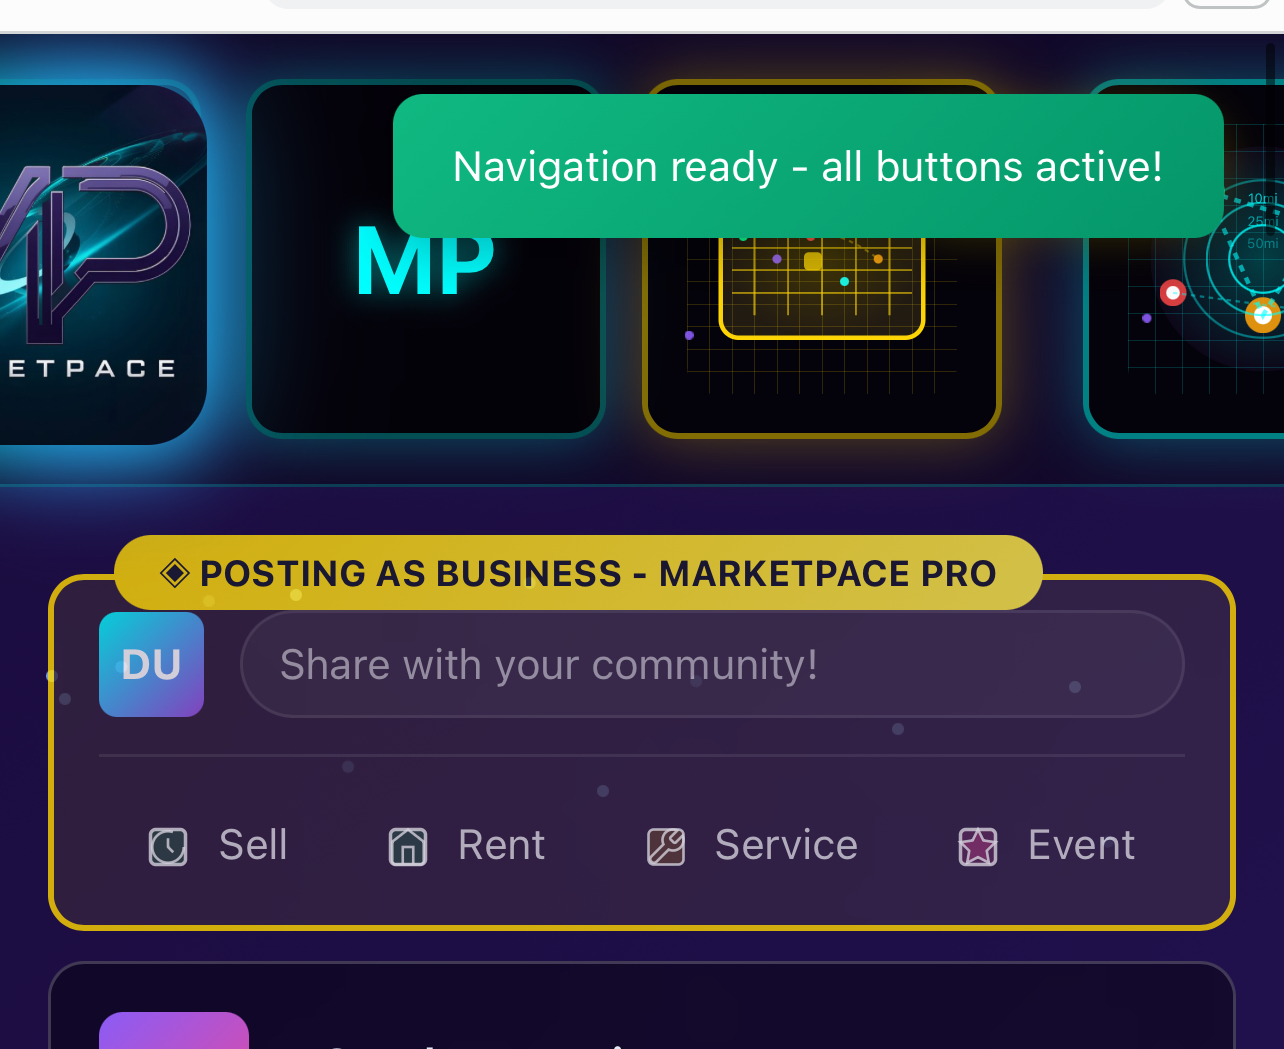 Navigation ready - all buttons active!
MP
ETPACE
MP
10mi
25mi
50mi
◈ POSTING AS BUSINESS - MARKETPACE PRO
DU
Share with your community!
Sell
Rent
Service
Event